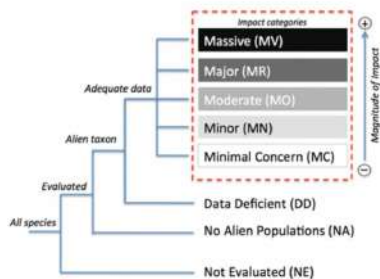 Impact categories
Massive (MV)
Major (MR)
Moderate (MO)
Minor (MN)
Minimal Concern (MC)
+
Magnitude of Impact
−
Adequate data
Alien taxon
Evaluated
All species
Data Deficient (DD)
No Alien Populations (NA)
Not Evaluated (NE)